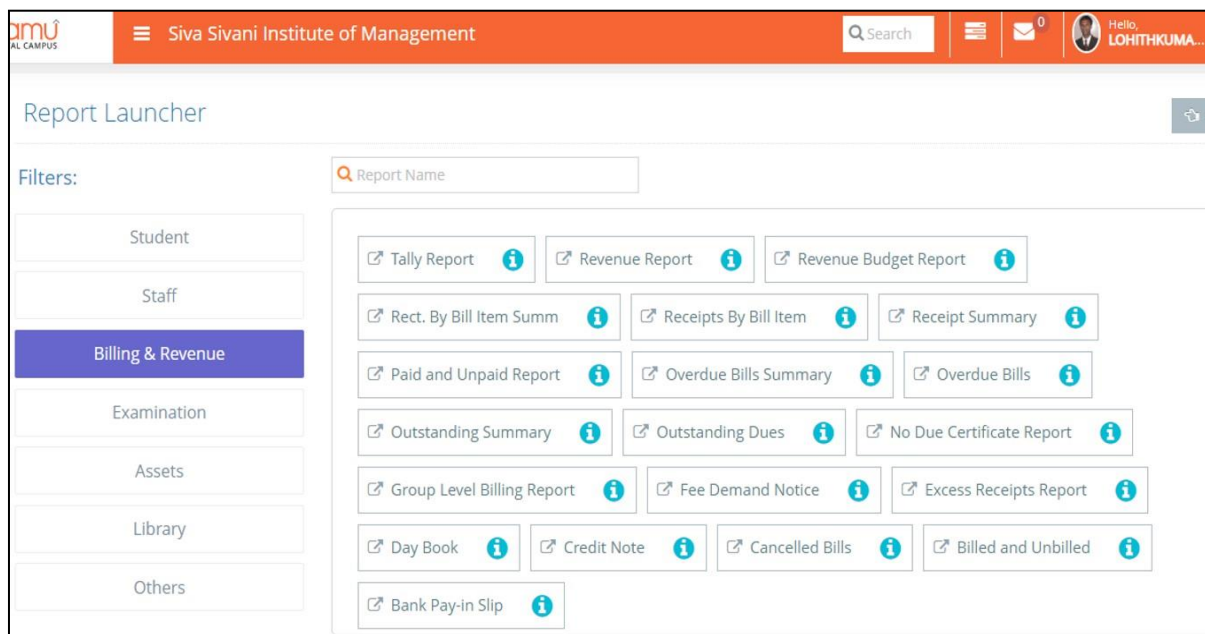 amû
AL CAMPUS
Siva Sivani Institute of Management
Search
0
Hello,
LOHITHKUMA...
Report Launcher
Filters:
Report Name
Student
Staff
Billing & Revenue
Examination
Assets
Library
Others
Tally Report Revenue Report Revenue Budget Report
Rect. By Bill Item Summ Receipts By Bill Item Receipt Summary
Paid and Unpaid Report Overdue Bills Summary Overdue Bills
Outstanding Summary Outstanding Dues No Due Certificate Report
Group Level Billing Report Fee Demand Notice Excess Receipts Report
Day Book Credit Note Cancelled Bills Billed and Unbilled
Bank Pay-in Slip